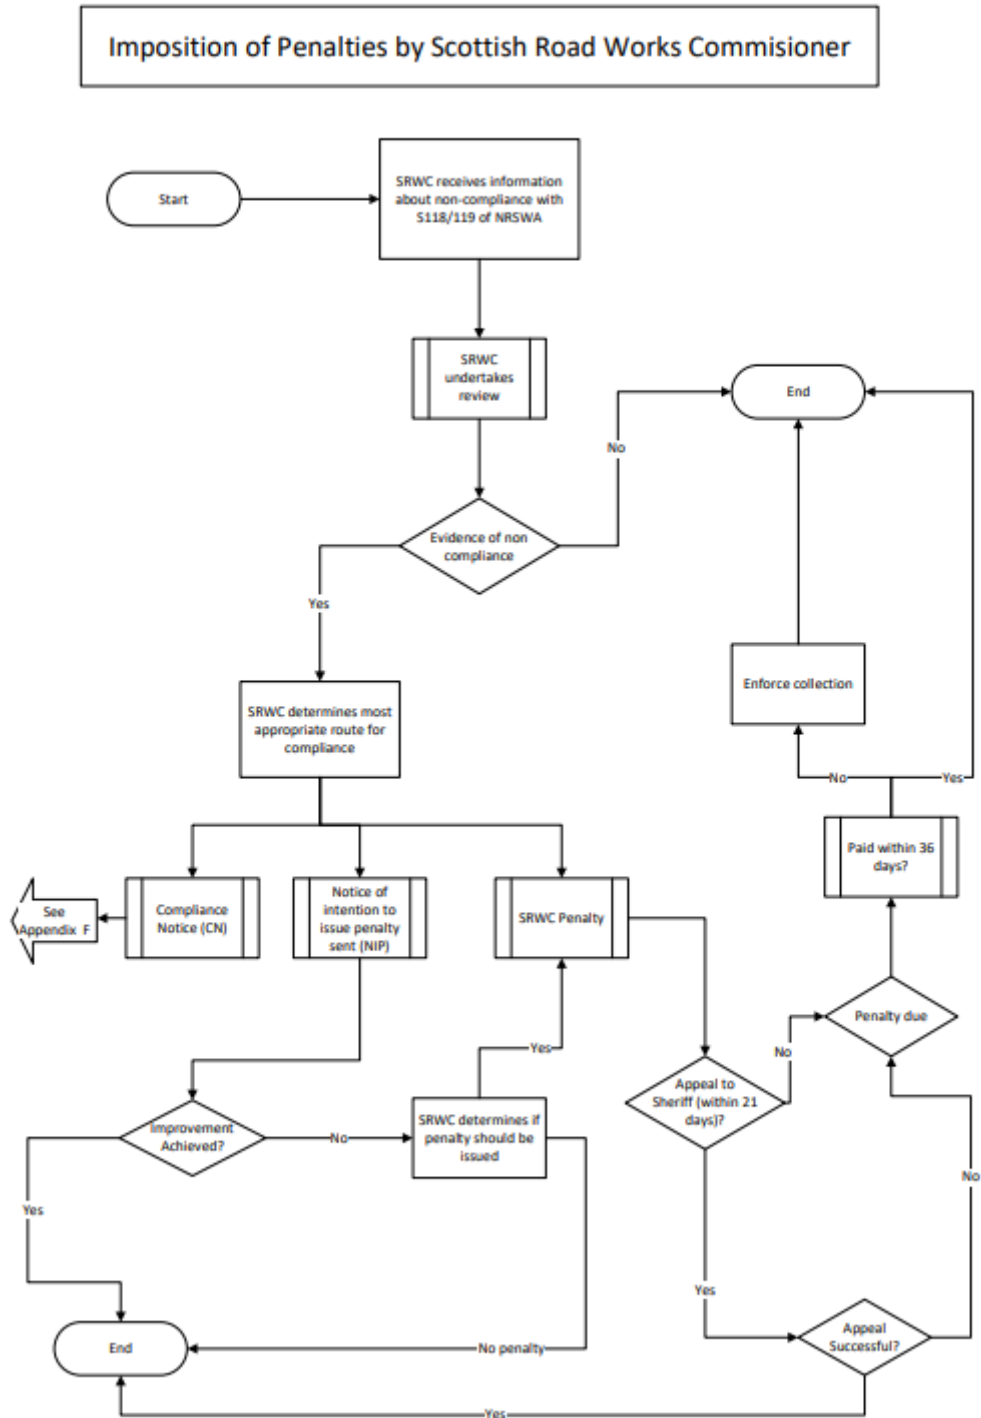 Imposition of Penalties by Scottish Road Works Commisioner
Start
SRWC receives information
about non-compliance with
S118/119 of NRSWA
SRWC
undertakes
review
End
No
Evidence of non
compliance
Yes
SRWC determines most
appropriate route for
compliance
Enforce collection
No
Yes
Paid within 36
days?
See
Appendix F
Compliance
Notice (CN)
Notice of
intention to
issue penalty
sent (NIP)
SRWC Penalty
Penalty due
No
Yes
Appeal to
Sheriff (within 21
days)?
Improvement
Achieved?
No
SRWC determines if
penalty should be
issued
No
Yes
Yes
End
No penalty
Appeal
Successful?
Yes